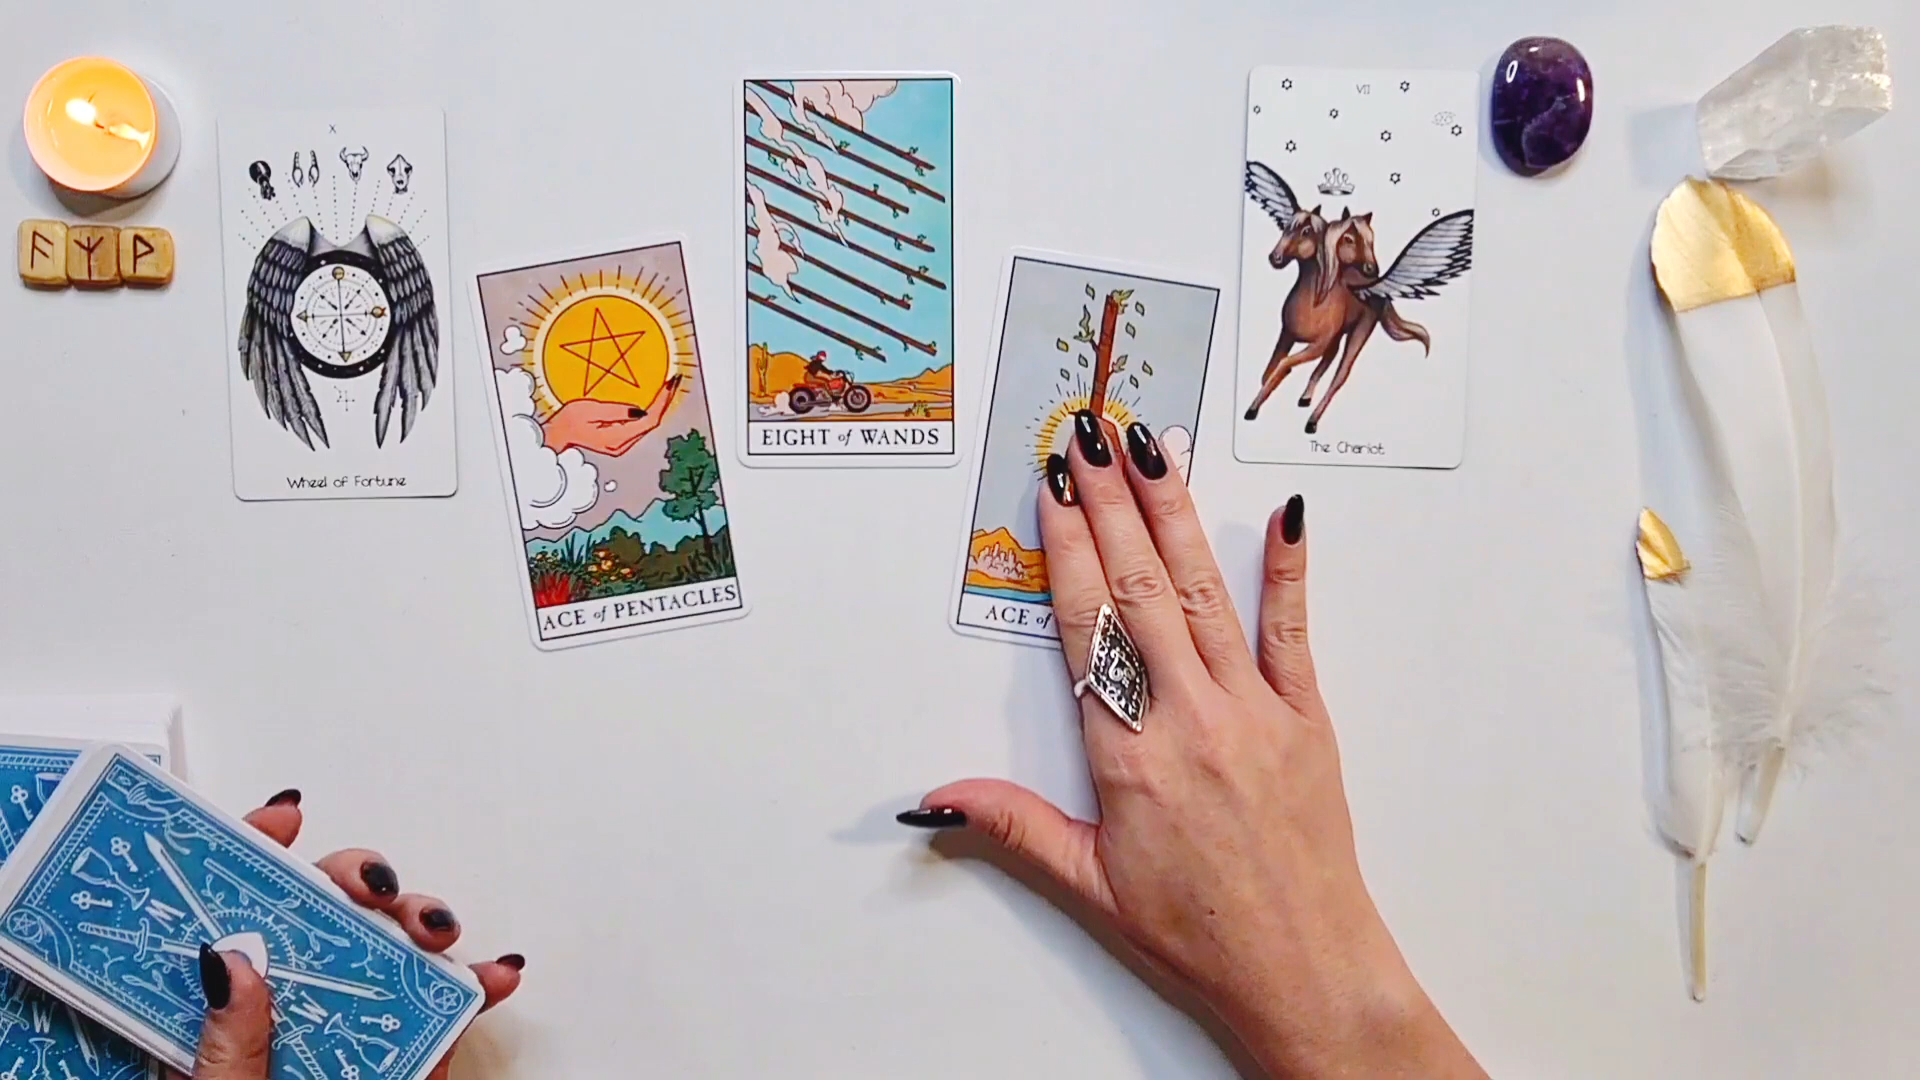 X
Wheel of Fortune
ACE of PENTACLES
EIGHT of WANDS
ACE of
VII
The Chariot
ᚨ ᛉ ᚹ
W
W
W